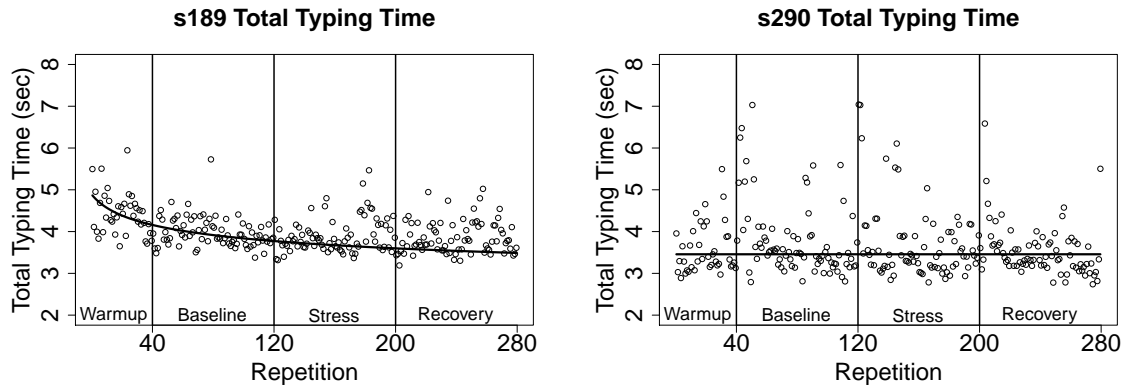 s189 Total Typing Time
Total Typing Time (sec)
8
7
6
5
4
3
2
Warmup Baseline Stress Recovery
40 120 200 280
Repetition
s290 Total Typing Time
Total Typing Time (sec)
8
7
6
5
4
3
2
Warmup Baseline Stress Recovery
40 120 200 280
Repetition